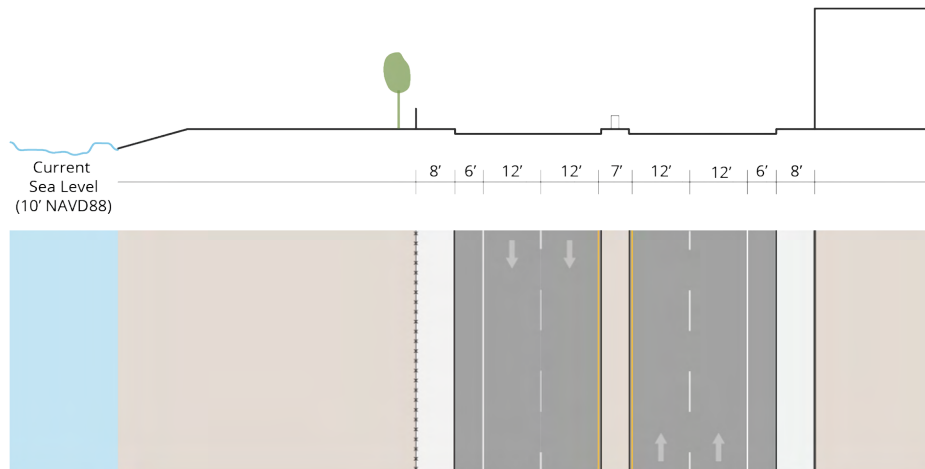 8’ 6’ 12’ 12’ 7’ 12’ 12’ 6’ 8’
Current
Sea Level
(10’ NAVD88)